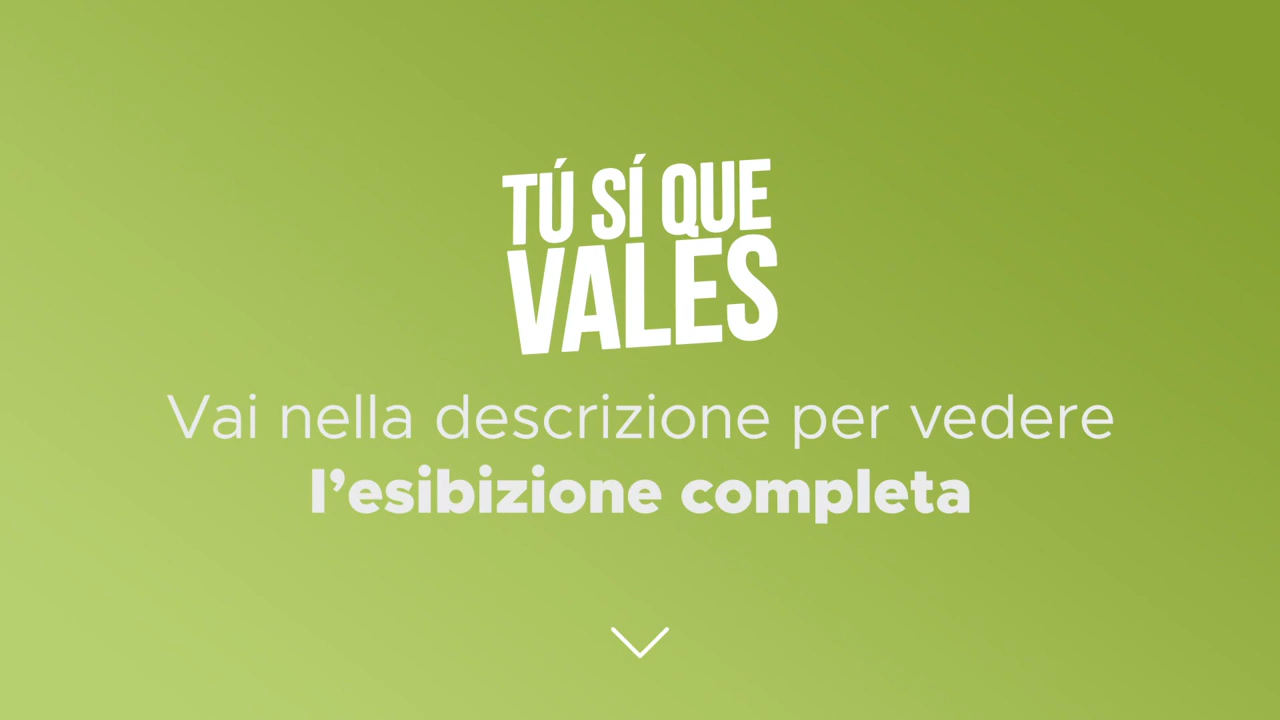 TÚ SÍ QUE
VALES
Vai nella descrizione per vedere
l’esibizione completa